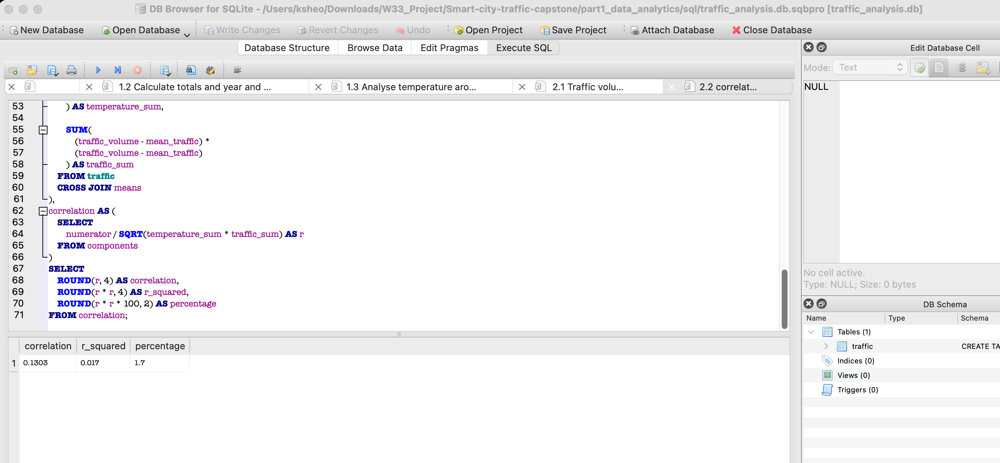 DB Browser for SQLite - /Users/ksheo/Downloads/W33_Project/Smart-city-traffic-capstone/part1_data_analytics/sql/traffic_analysis.db.sqbpro [traffic_analysis.db]
New Database Open Database Write Changes Revert Changes Undo Open Project Save Project Attach Database Close Database
Database Structure Browse Data Edit Pragmas Execute SQL
1.2 Calculate totals and year and ... 1.3 Analyse temperature aro... 2.1 Traffic volu... 2.2 correlat...
53 ) AS temperature_sum,
54
55 SUM(
56 (traffic_volume - mean_traffic) *
57 (traffic_volume - mean_traffic)
58 ) AS traffic_sum
59 FROM traffic
60 CROSS JOIN means
61 ),
62 correlation AS (
63 SELECT
64 numerator / SQRT(temperature_sum * traffic_sum) AS r
65 FROM components
66 )
67 SELECT
68 ROUND(r, 4) AS correlation,
69 ROUND(r * r, 4) AS r_squared,
70 ROUND(r * r * 100, 2) AS percentage
71 FROM correlation;
correlation r_squared percentage
1 0.1303 0.017 1.7
Edit Database Cell
Mode: Text
NULL
No cell active.
Type: NULL; Size: 0 bytes
DB Schema
Name Type Schema
Tables (1)
traffic CREATE TA
Indices (0)
Views (0)
Triggers (0)